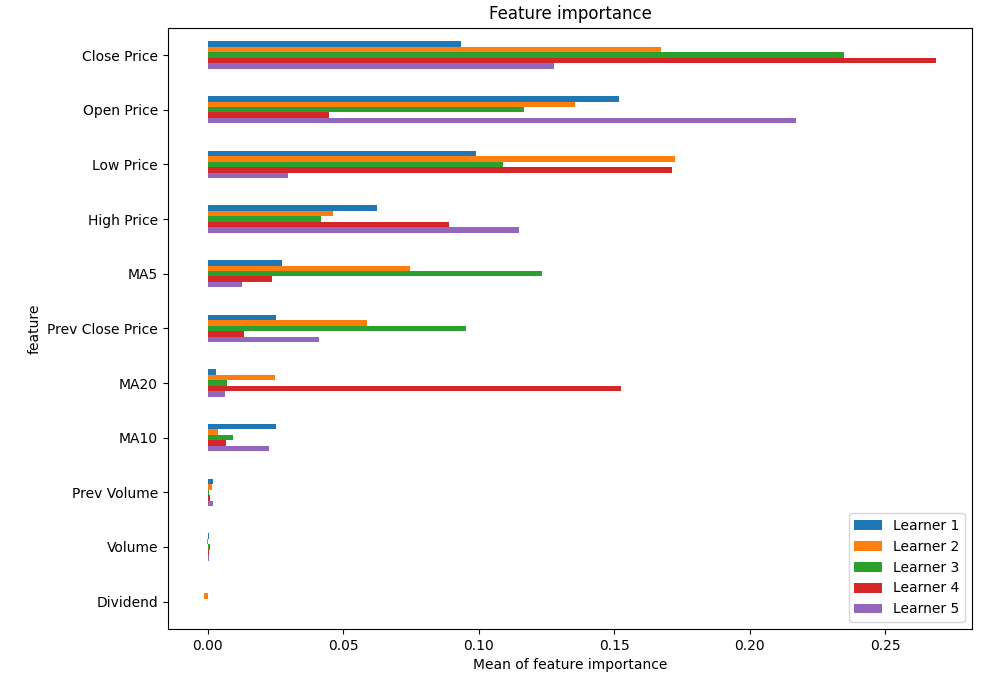 Feature importance
Close Price
Open Price
Low Price
High Price
MA5
Prev Close Price
MA20
MA10
Prev Volume
Volume
Dividend
feature
Learner 1
Learner 2
Learner 3
Learner 4
Learner 5
0.00 0.05 0.10 0.15 0.20 0.25
Mean of feature importance